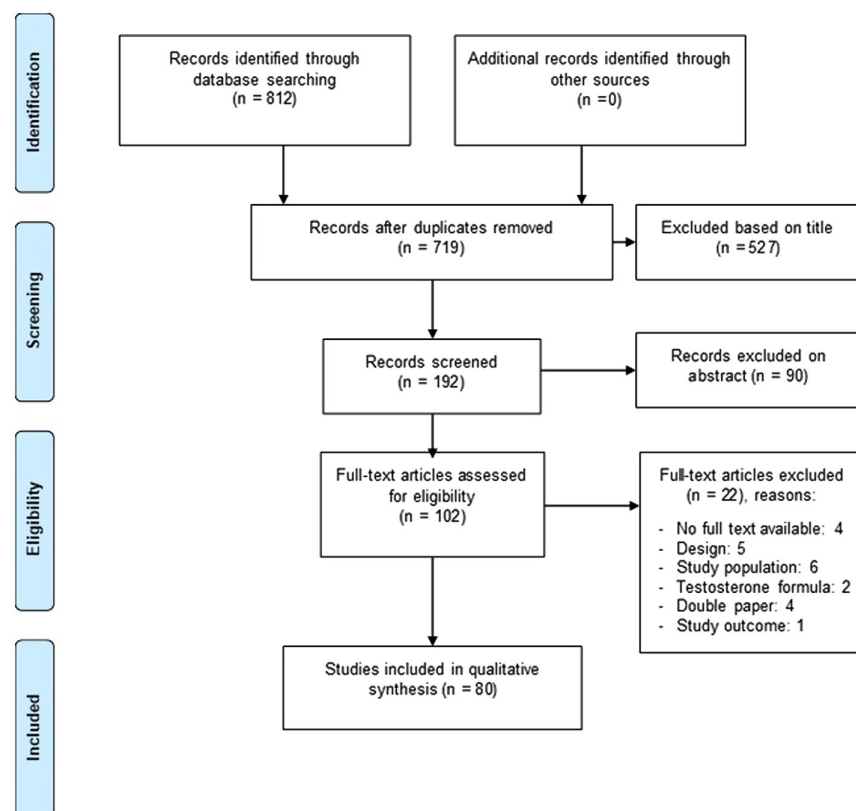 Identification
Records identified through
database searching
(n = 812)
Additional records identified through
other sources
(n =0)
Screening
Records after duplicates removed
(n = 719)
Excluded based on title
(n =527)
Records screened
(n = 192)
Records excluded on
abstract (n = 90)
Eligibility
Full-text articles assessed
for eligibility
(n = 102)
Full-text articles excluded
(n = 22), reasons:
- No full text available: 4
- Design: 5
- Study population: 6
- Testosterone formula: 2
- Double paper: 4
- Study outcome: 1
Included
Studies included in qualitative
synthesis (n = 80)